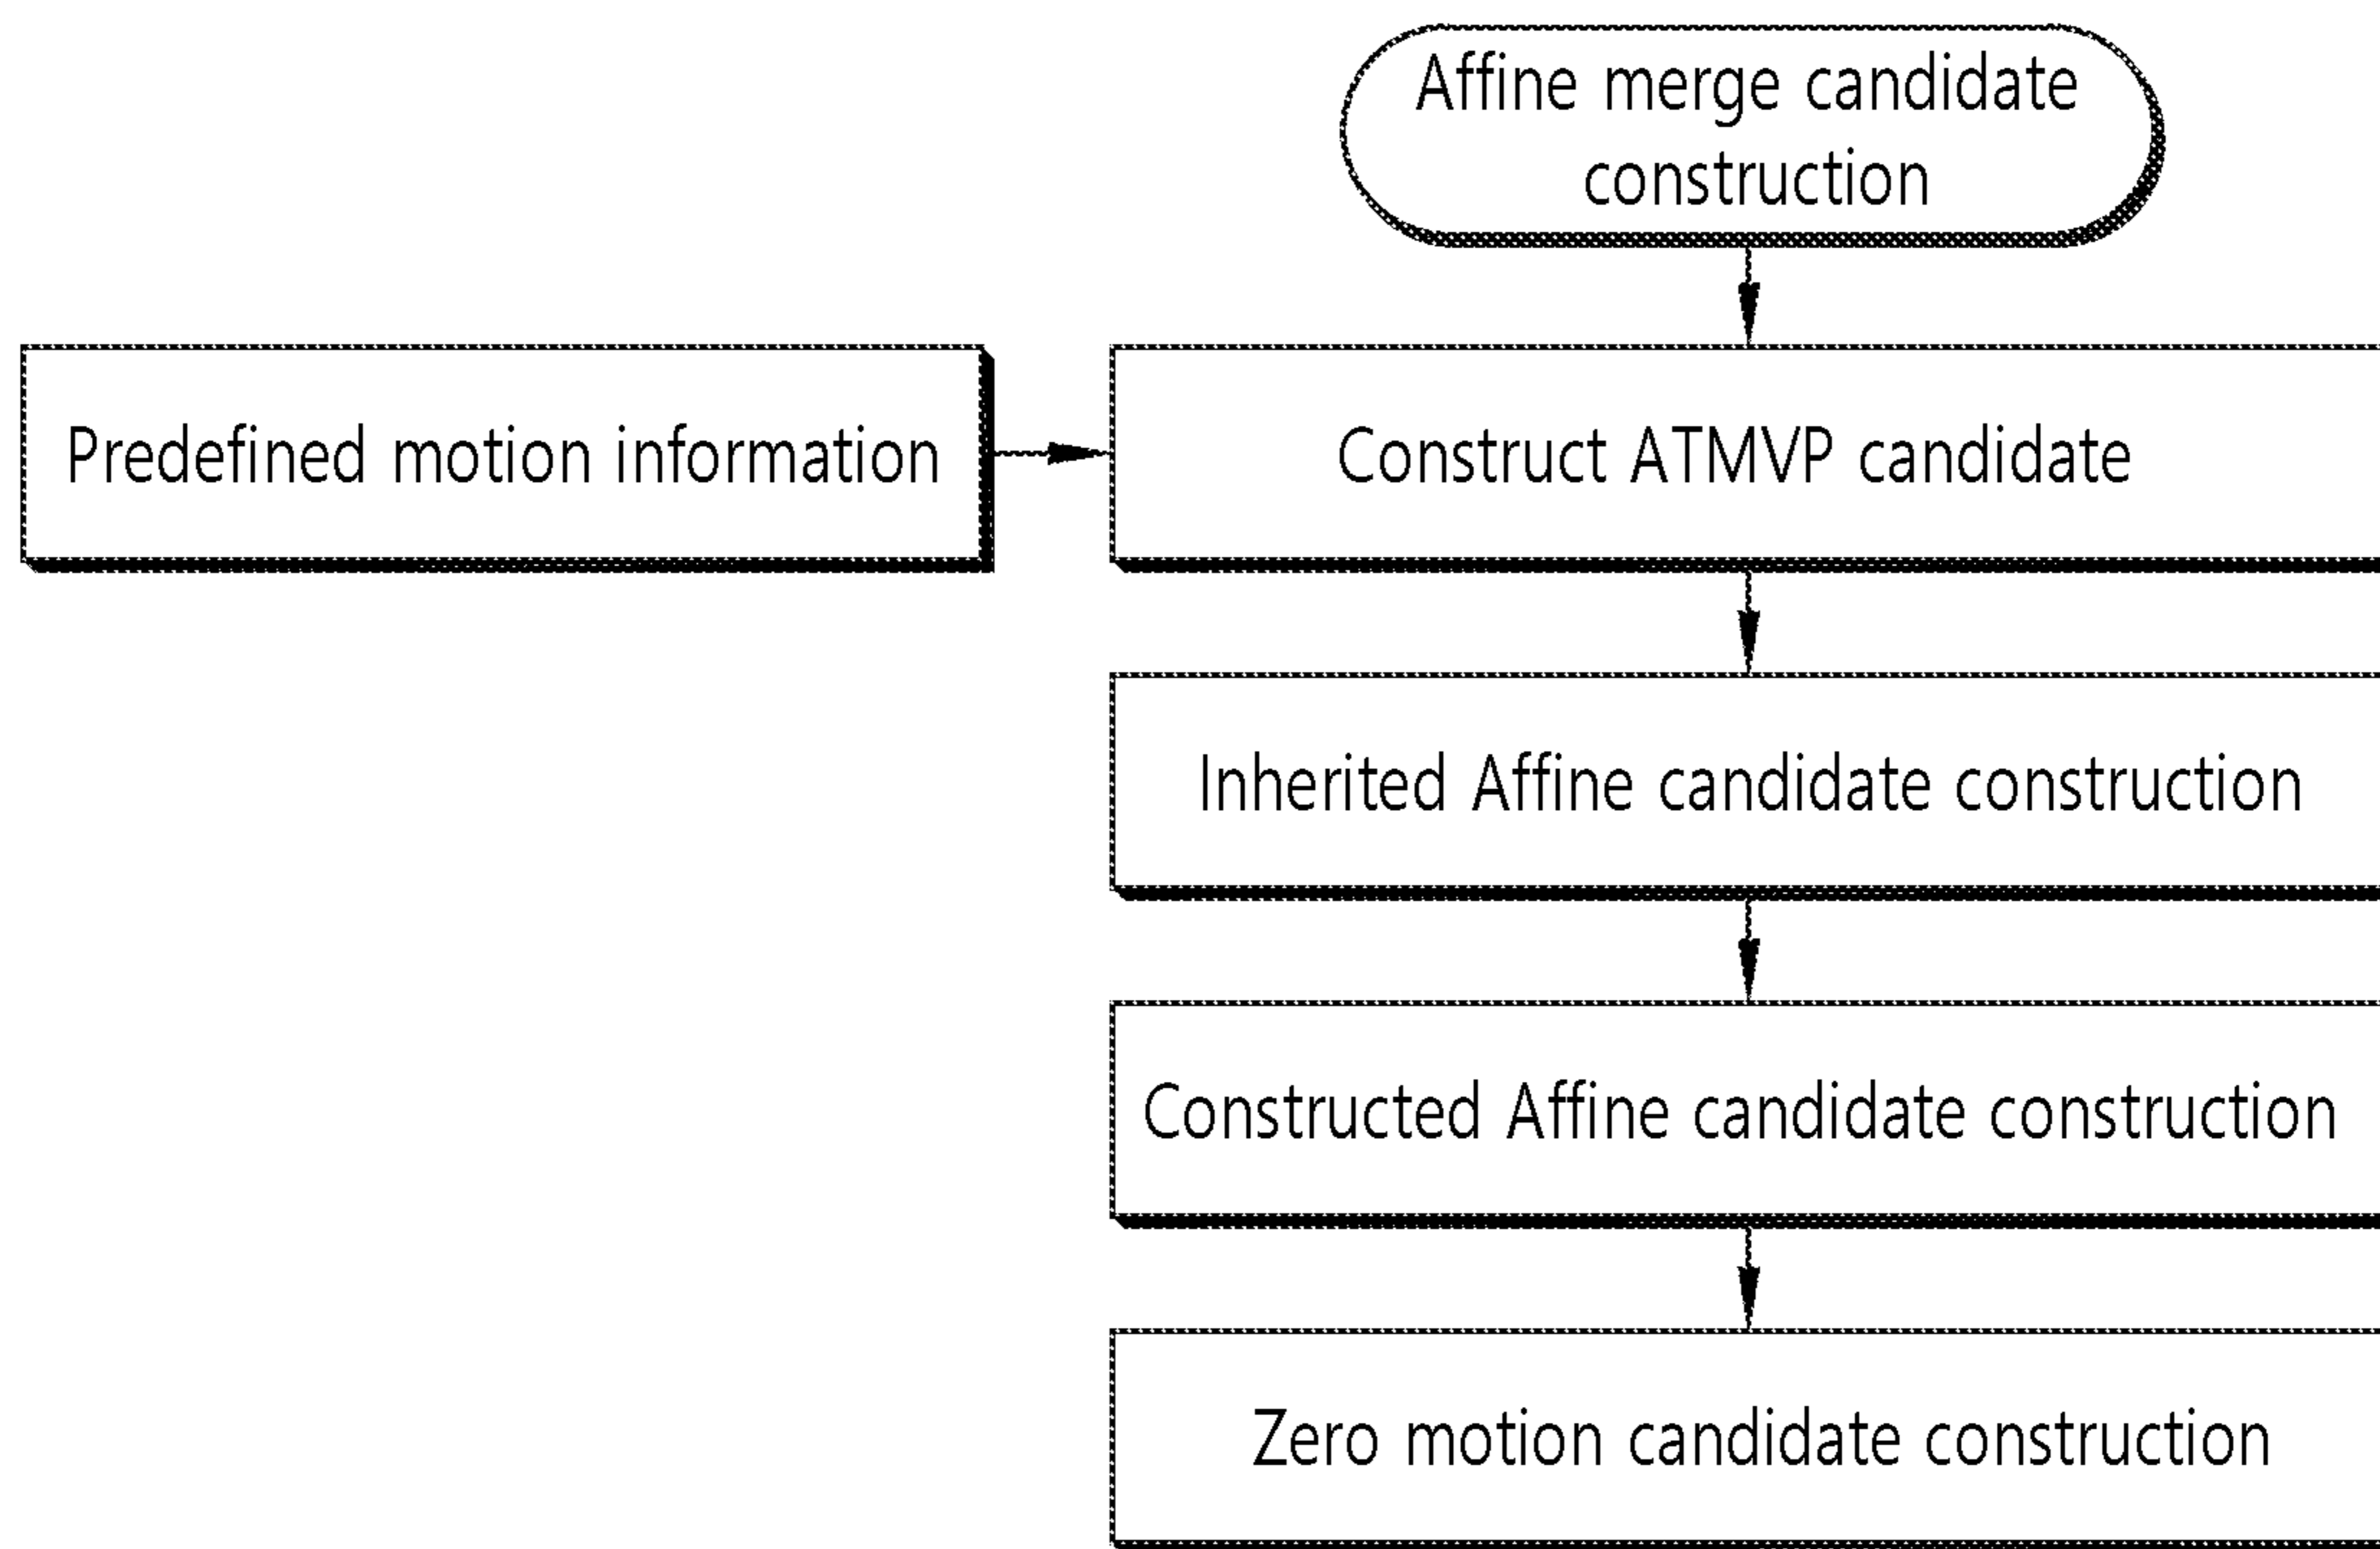 Affine merge candidate
construction
Predefined motion information
Construct ATMVP candidate
Inherited Affine candidate construction
Constructed Affine candidate construction
Zero motion candidate construction